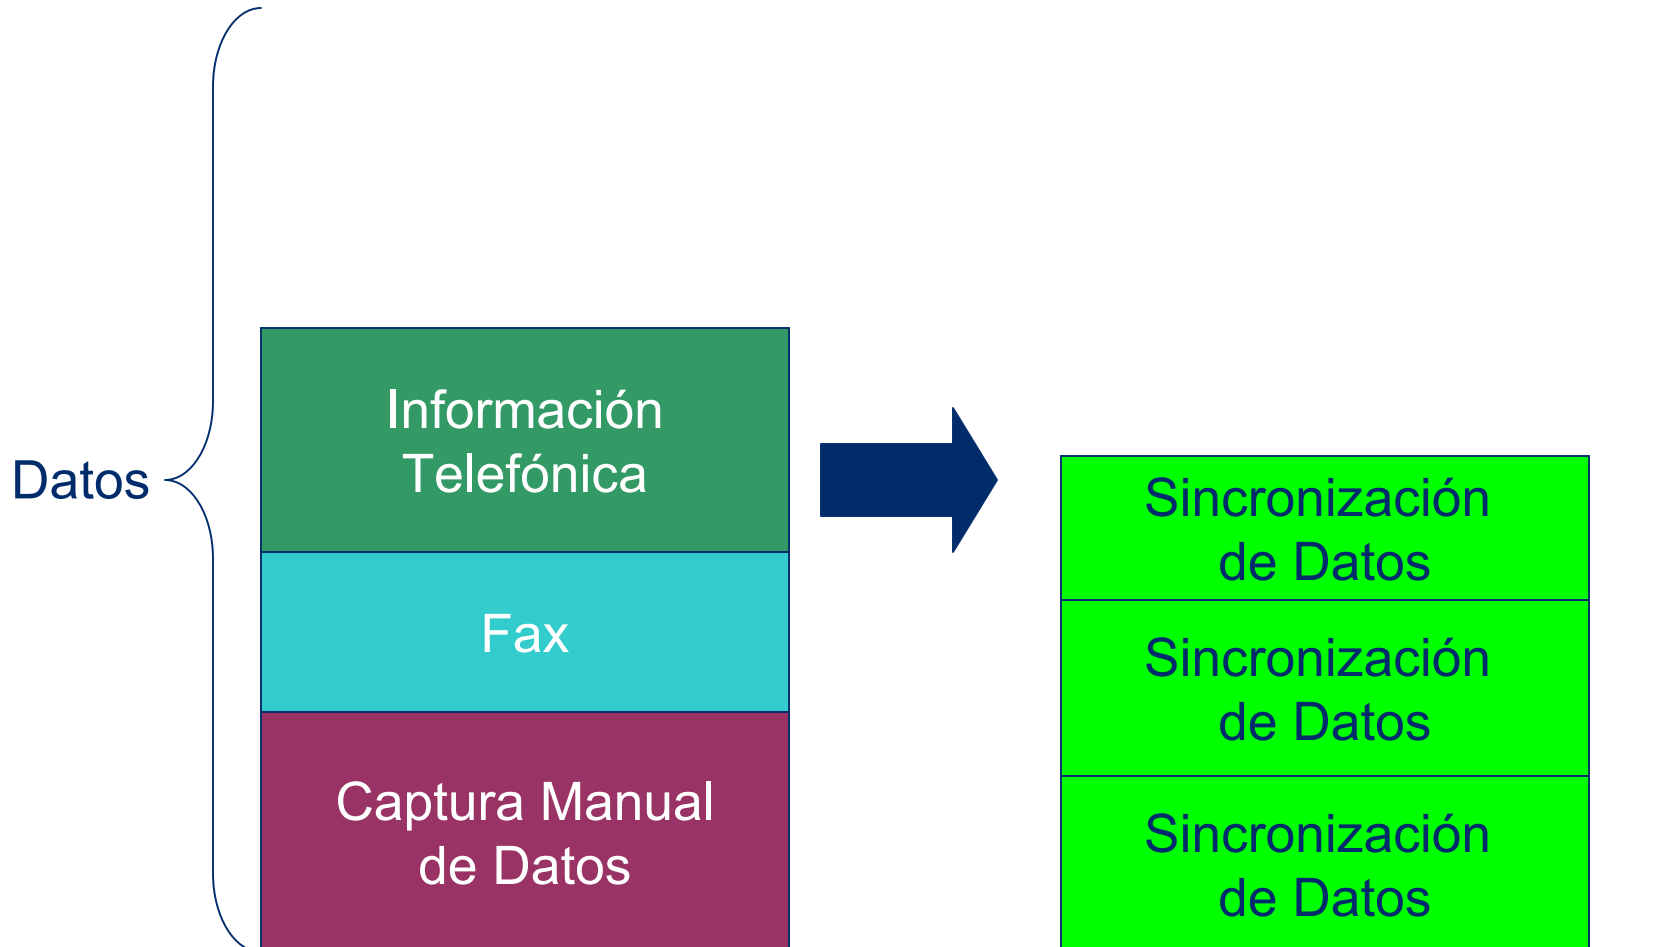 Datos
Información
Telefónica
Fax
Captura Manual
de Datos
Sincronización
de Datos
Sincronización
de Datos
Sincronización
de Datos